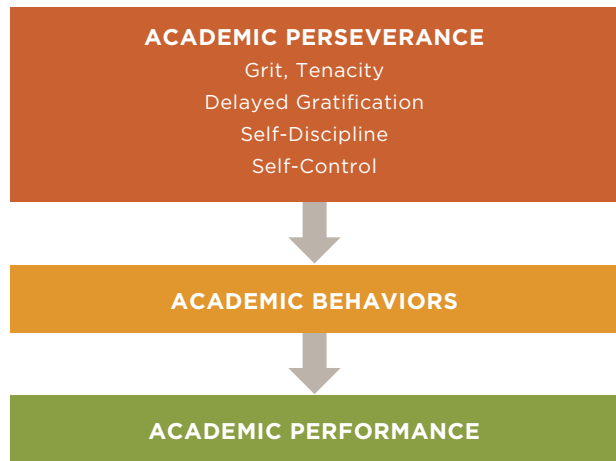 ACADEMIC PERSEVERANCE
Grit, Tenacity
Delayed Gratification
Self-Discipline
Self-Control
ACADEMIC BEHAVIORS
ACADEMIC PERFORMANCE